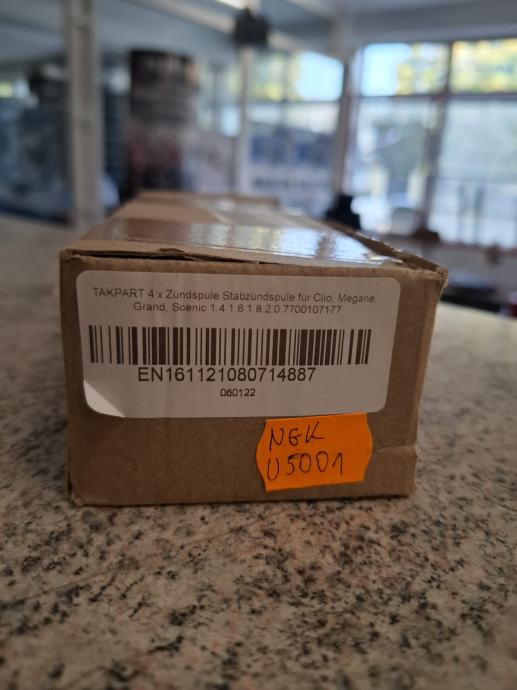 TAKPART 4 x Zündspule Stabzündspule für Clio, Megane,
Grand, Scenic 1.4 1.6 1.8 2.0 7700107177
EN161121080714887
060122
NGK
U5001